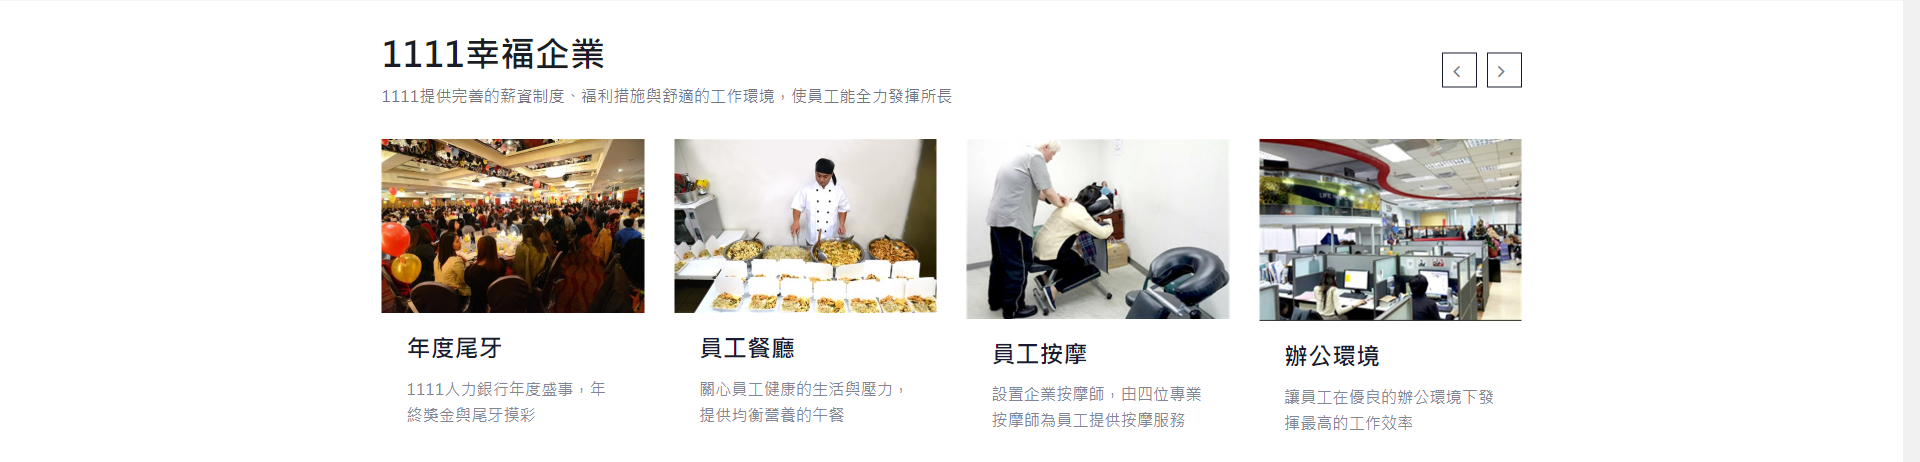 1111幸福企業
1111提供完善的薪資制度、福利措施與舒適的工作環境，使員工能全力發揮所長
年度尾牙
1111人力銀行年度盛事，年
終獎金與尾牙摸彩
員工餐廳
關心員工健康的生活與壓力，
提供均衡營養的午餐
員工按摩
設置企業按摩師，由四位專業
按摩師為員工提供按摩服務
辦公環境
讓員工在優良的辦公環境下發
揮最高的工作效率